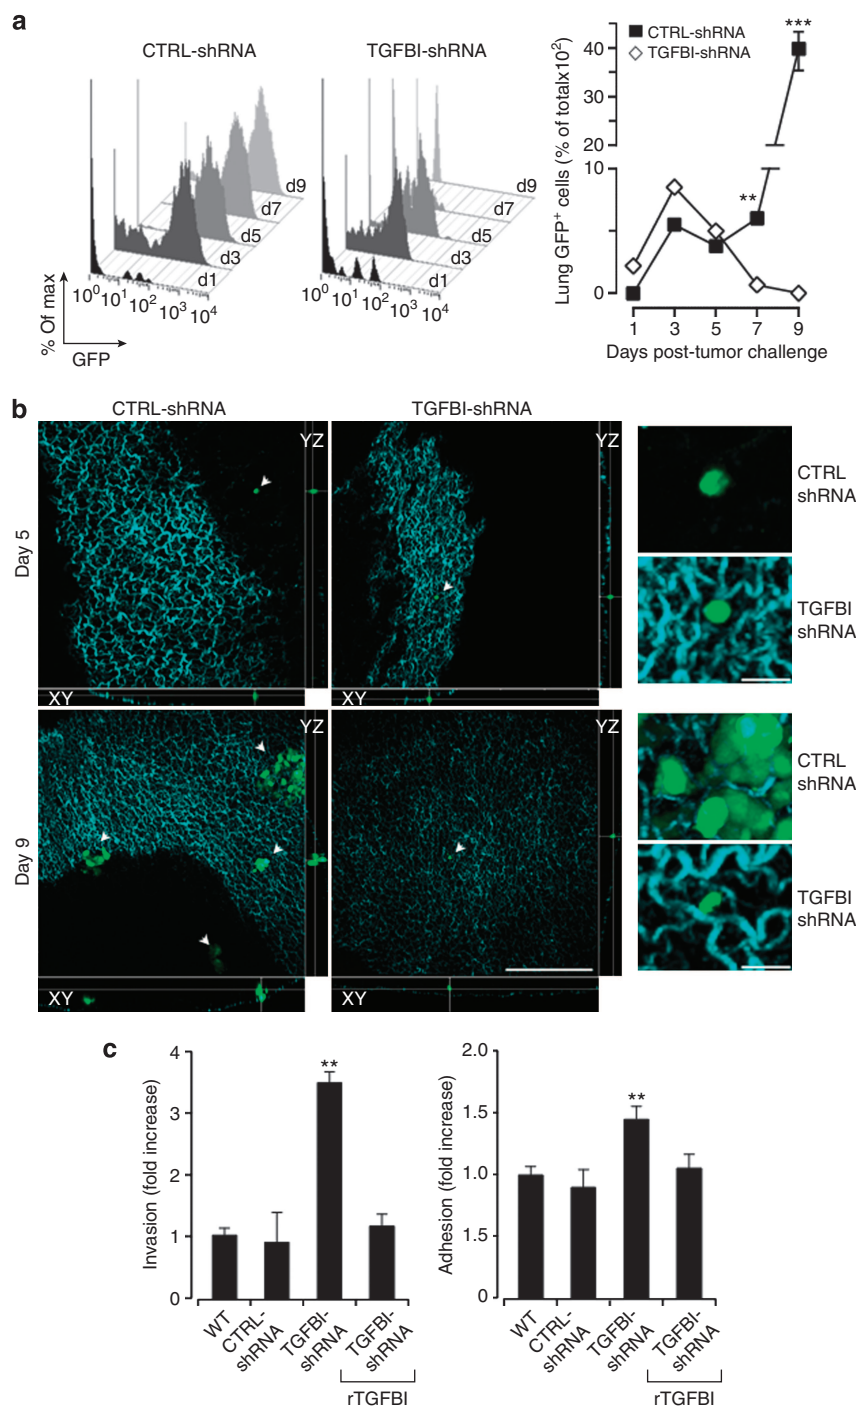 a
CTRL-shRNA
TGFBI-shRNA
d9
d7
d5
d3
d1
10⁰ 10¹ 10² 10³ 10⁴
d9
d7
d5
d3
d1
10⁰ 10¹ 10² 10³ 10⁴
% Of max
GFP
CTRL-shRNA
TGFBI-shRNA
***
**
Lung GFP⁺ cells (% of totalx10²)
40
30
20
10
0
1 3 5 7 9
Days post-tumor challenge
b
CTRL-shRNA
TGFBI-shRNA
Day 5
YZ
XY
YZ
XY
CTRL
shRNA
TGFBI
shRNA
Day 9
YZ
XY
YZ
XY
CTRL
shRNA
TGFBI
shRNA
c
Invasion (fold increase)
4
3
2
1
0
**
WT
CTRL-
shRNA
TGFBI-
shRNA
TGFBI-
shRNA
rTGFBI
Adhesion (fold increase)
2.0
1.5
1.0
1.5
0
**
WT
CTRL-
shRNA
TGFBI-
shRNA
TGFBI-
shRNA
rTGFBI